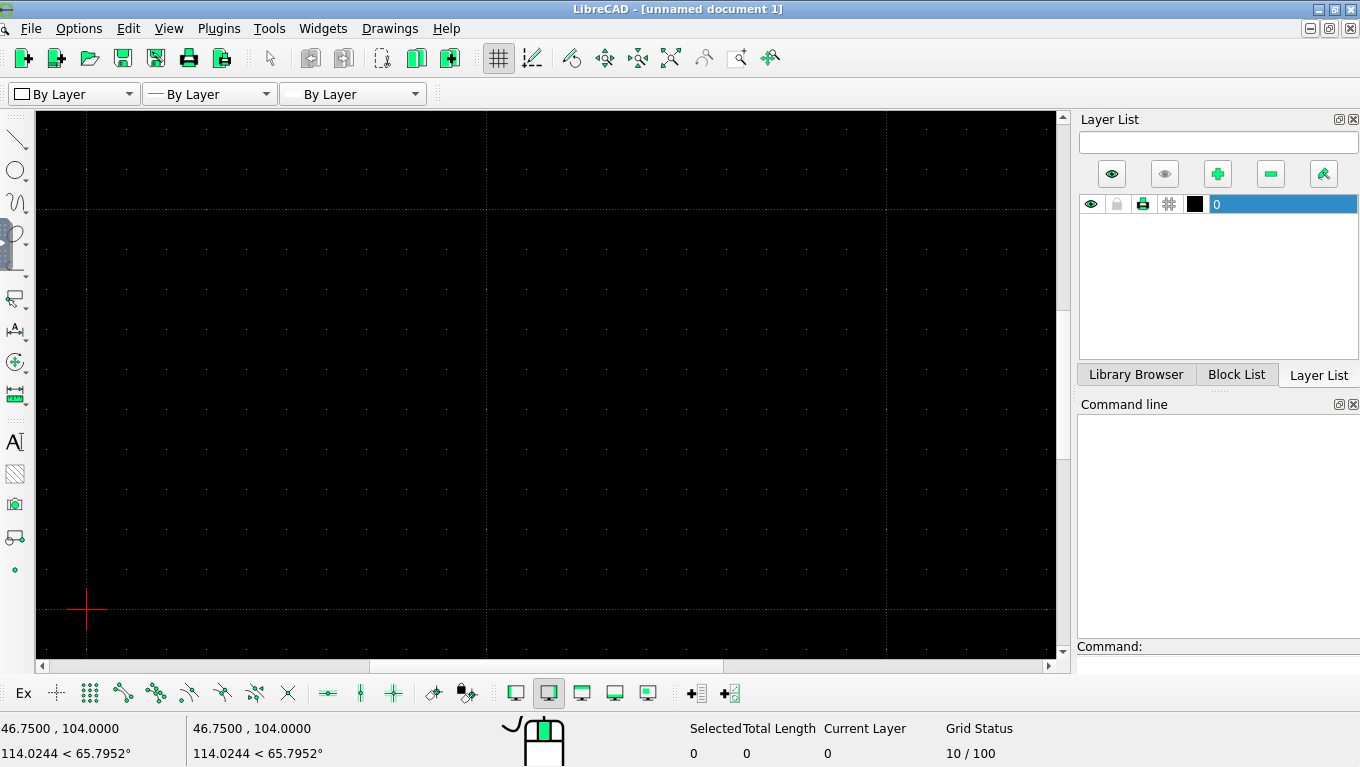 LibreCAD - [unnamed document 1]
File Options Edit View Plugins Tools Widgets Drawings Help
By Layer By Layer By Layer
Layer List
0
Library Browser Block List Layer List
Command line
A
Command:
Ex
46.7500 , 104.0000 46.7500 , 104.0000 Selected Total Length Current Layer Grid Status
114.0244 < 65.7952° 114.0244 < 65.7952° 0 0 0 10 / 100